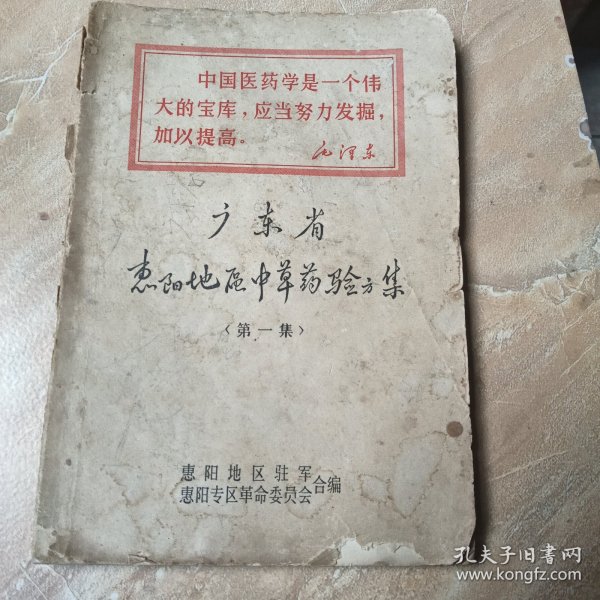 中国医药学是一个伟
大的宝库，应当努力发掘，
加以提高。
毛泽东
广东省
惠阳地区中草药验方集
（第一集）
惠阳地区驻军
惠阳专区革命委员会合编
孔夫子旧书网
www.kongfz.com